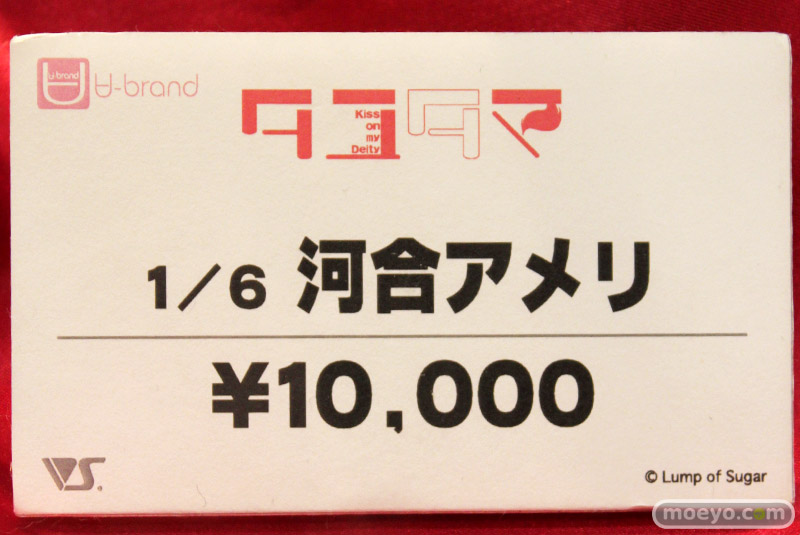 U-brand
U-brand
タユタマ
Kiss
on
my
Deity
1/6 河合アメリ
¥10,000
VS.
© Lump of Sugar
moeyo.com